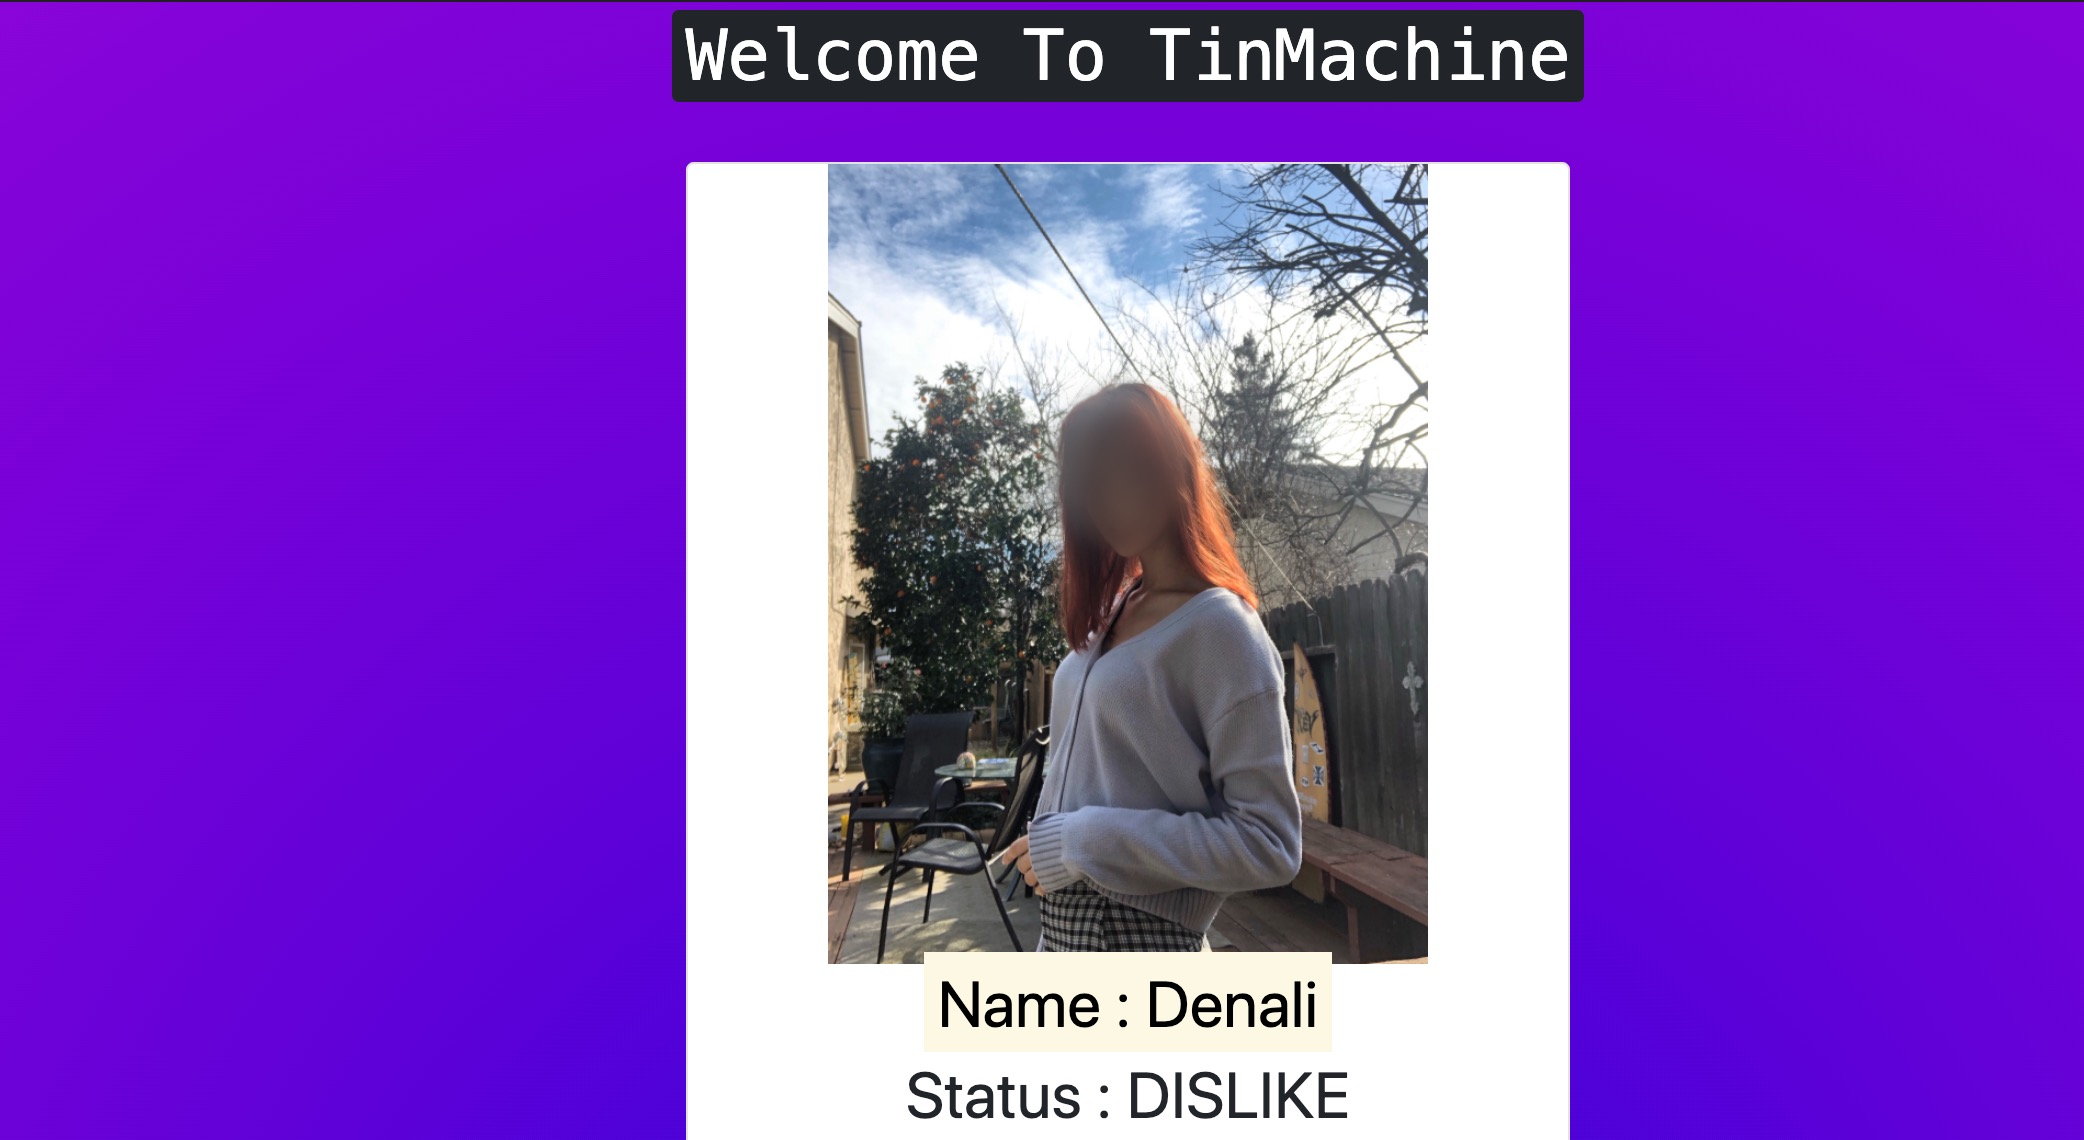 Welcome To TinMachine
Name : Denali
Status : DISLIKE